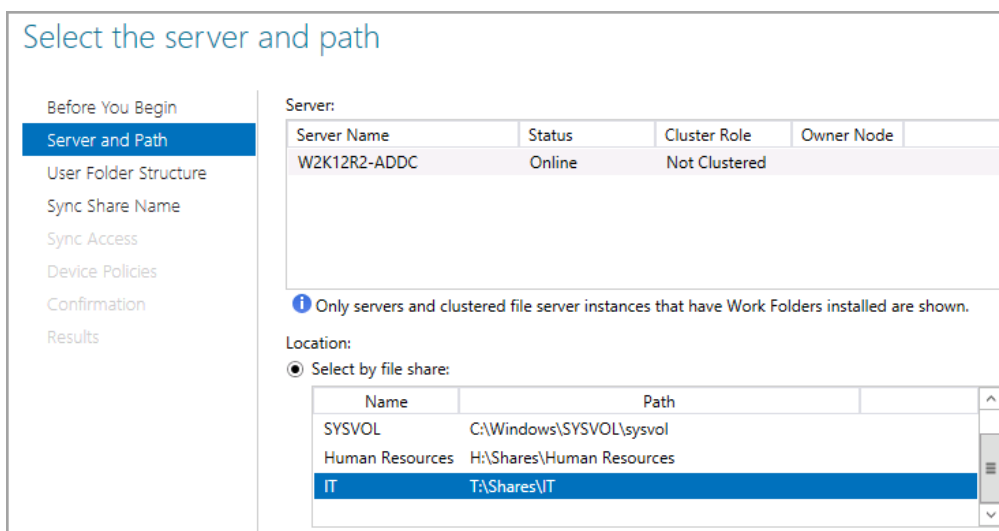 Select the server and path
Before You Begin
Server and Path
User Folder Structure
Sync Share Name
Sync Access
Device Policies
Confirmation
Results
Server:
Server Name Status Cluster Role Owner Node
W2K12R2-ADDC Online Not Clustered
Only servers and clustered file server instances that have Work Folders installed are shown.
Location:
Select by file share:
Name Path
SYSVOL C:\Windows\SYSVOL\sysvol
Human Resources H:\Shares\Human Resources
IT T:\Shares\IT